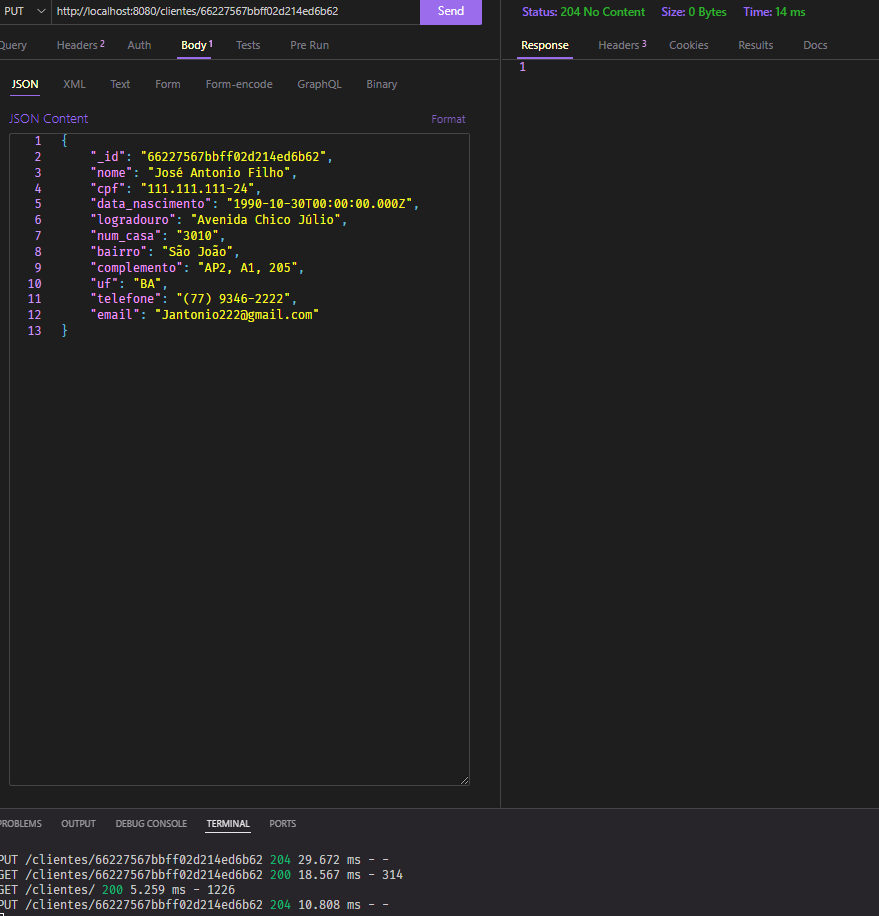 PUT http://localhost:8080/clientes/66227567bbff02d214ed6b62 Send
Status: 204 No Content Size: 0 Bytes Time: 14 ms
Query Headers 2 Auth Body 1 Tests Pre Run
Response Headers 3 Cookies Results Docs
1
JSON XML Text Form Form-encode GraphQL Binary
JSON Content Format
1 {
2 "_id": "66227567bbff02d214ed6b62",
3 "nome": "José Antonio Filho",
4 "cpf": "111.111.111-24",
5 "data_nascimento": "1990-10-30T00:00:00.000Z",
6 "logradouro": "Avenida Chico Júlio",
7 "num_casa": "3010",
8 "bairro": "São João",
9 "complemento": "AP2, A1, 205",
10 "uf": "BA",
11 "telefone": "(77) 9346-2222",
12 "email": "Jantonio222@gmail.com"
13 }
PROBLEMS OUTPUT DEBUG CONSOLE TERMINAL PORTS
PUT /clientes/66227567bbff02d214ed6b62 204 29.672 ms - -
GET /clientes/66227567bbff02d214ed6b62 200 18.567 ms - 314
GET /clientes/ 200 5.259 ms - 1226
PUT /clientes/66227567bbff02d214ed6b62 204 10.808 ms - -